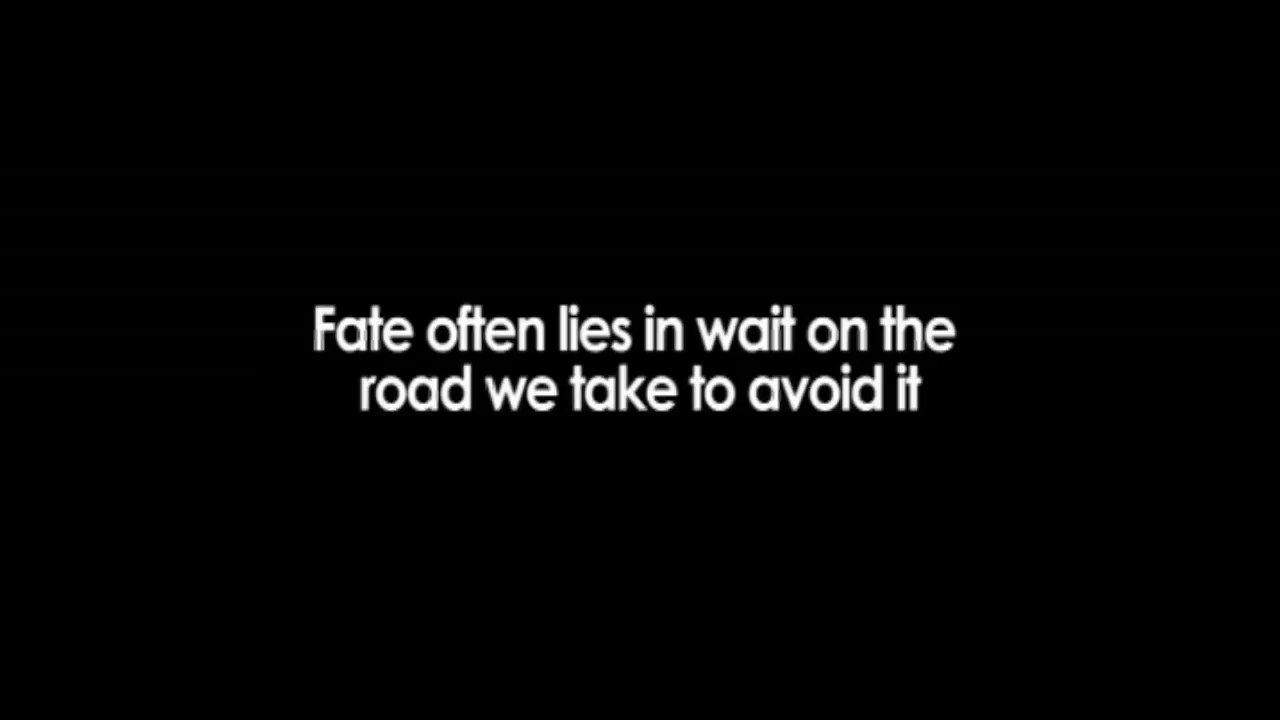 Fate often lies in wait on the
road we take to avoid it